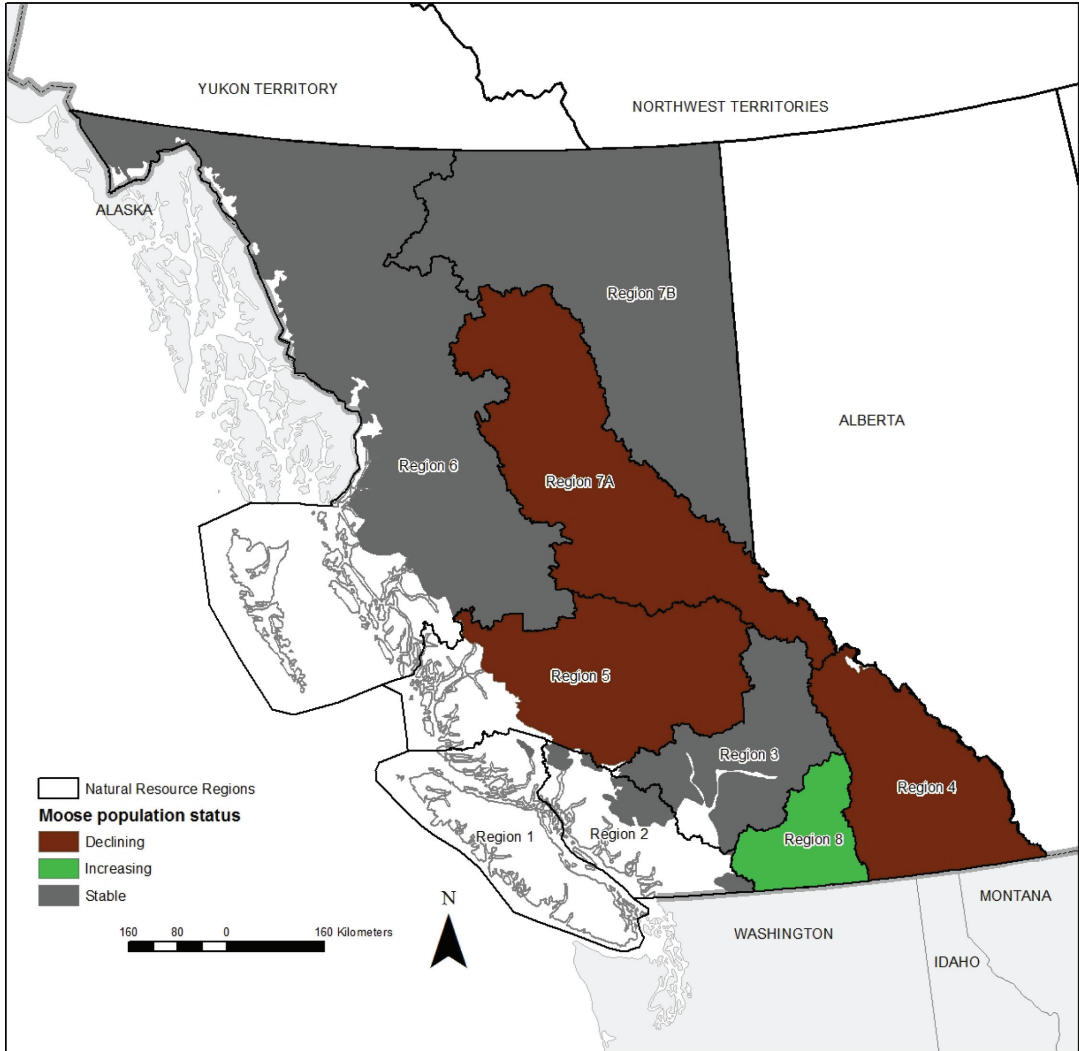 YUKON TERRITORY
NORTHWEST TERRITORIES
ALASKA
Region 7B
ALBERTA
Region 6
Region 7A
Region 5
Region 3
Region 4
Region 8
Region 2
Region 1
Natural Resource Regions
Moose population status
Declining
Increasing
Stable
N
160 80 0 160 Kilometers
WASHINGTON
MONTANA
IDAHO